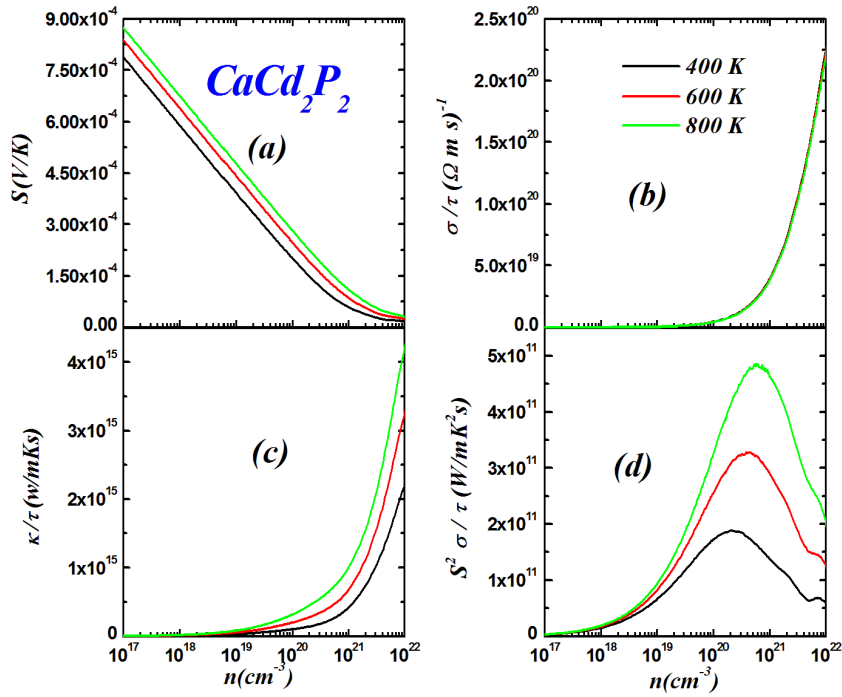 CaCd₂P₂
(a)
S(V/K)
9.00x10⁻⁴
7.50x10⁻⁴
6.00x10⁻⁴
4.50x10⁻⁴
3.00x10⁻⁴
1.50x10⁻⁴
0.00
400 K
600 K
800 K
(b)
σ/τ (Ω m s)⁻¹
2.5x10²⁰
2.0x10²⁰
1.5x10²⁰
1.0x10²⁰
5.0x10¹⁹
0.0
(c)
κ/τ (w/mKs)
4x10¹⁵
3x10¹⁵
2x10¹⁵
1x10¹⁵
0
10¹⁷ 10¹⁸ 10¹⁹ 10²⁰ 10²¹ 10²²
n(cm⁻³)
(d)
S² σ/τ (W/mK²s)
5x10¹¹
4x10¹¹
3x10¹¹
2x10¹¹
1x10¹¹
0
10¹⁷ 10¹⁸ 10¹⁹ 10²⁰ 10²¹ 10²²
n(cm⁻³)